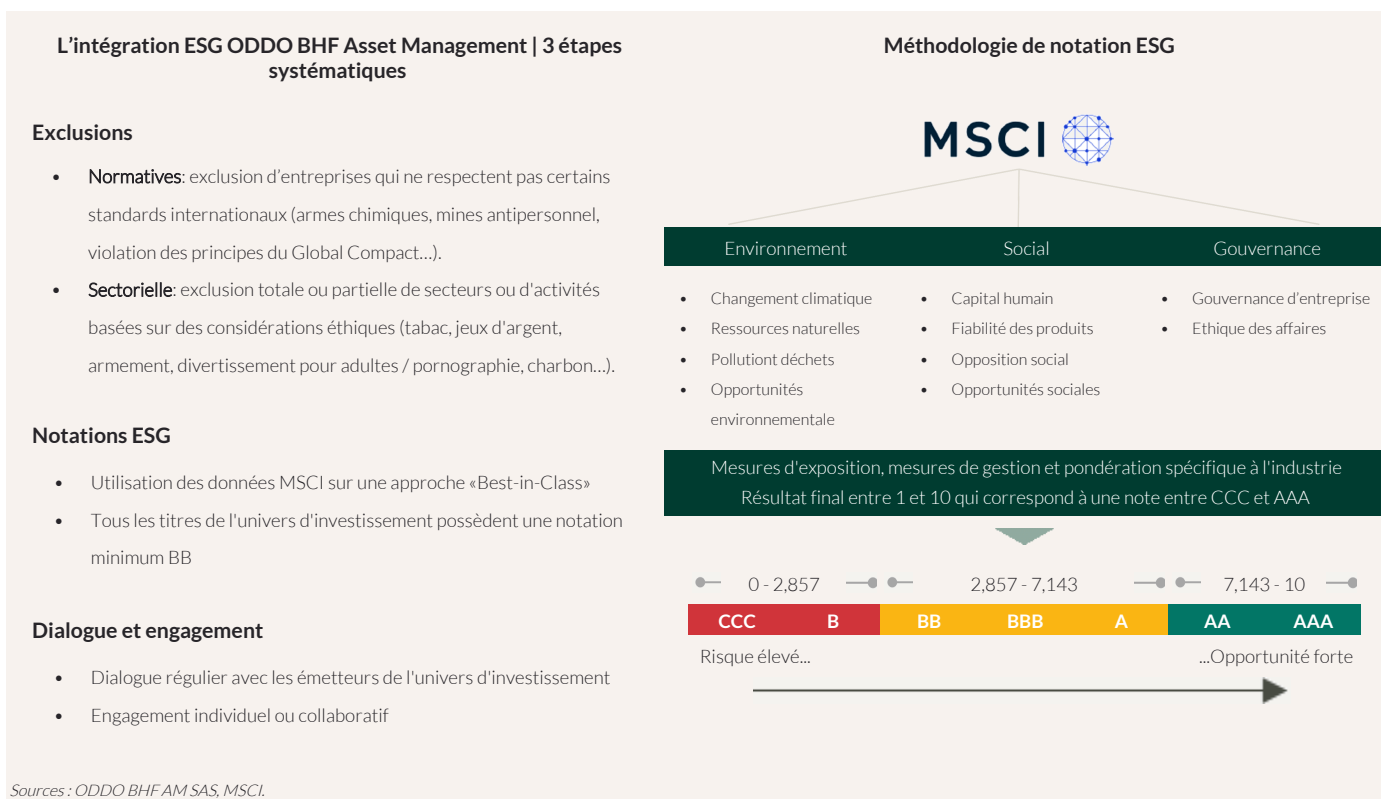 L’intégration ESG ODDO BHF Asset Management | 3 étapes
systématiques
Exclusions
• Normatives: exclusion d’entreprises qui ne respectent pas certains
standards internationaux (armes chimiques, mines antipersonnel,
violation des principes du Global Compact…).
• Sectorielle: exclusion totale ou partielle de secteurs ou d'activités
basées sur des considérations éthiques (tabac, jeux d'argent,
armement, divertissement pour adultes / pornographie, charbon…).
Notations ESG
• Utilisation des données MSCI sur une approche «Best-in-Class»
• Tous les titres de l'univers d'investissement possèdent une notation
minimum BB
Dialogue et engagement
• Dialogue régulier avec les émetteurs de l'univers d'investissement
• Engagement individuel ou collaboratif
Méthodologie de notation ESG
MSCI
Environnement Social Gouvernance
• Changement climatique
• Ressources naturelles
• Pollutiont déchets
• Opportunités
environnementale
• Capital humain
• Fiabilité des produits
• Opposition social
• Opportunités sociales
• Gouvernance d’entreprise
• Ethique des affaires
Mesures d'exposition, mesures de gestion et pondération spécifique à l'industrie
Résultat final entre 1 et 10 qui correspond à une note entre CCC et AAA
0 - 2,857 2,857 - 7,143 7,143 - 10
CCC B BB BBB A AA AAA
Risque élevé... ...Opportunité forte
Sources : ODDO BHF AM SAS, MSCI.